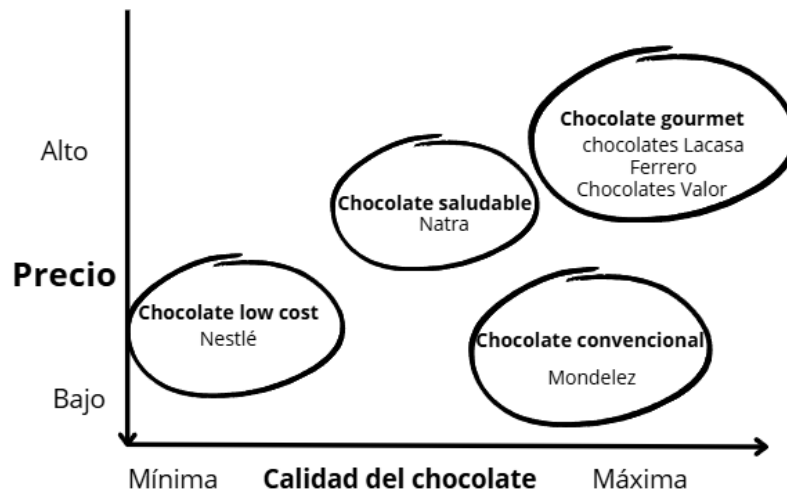 Alto
Precio
Bajo
Chocolate gourmet
chocolates Lacasa
Ferrero
Chocolates Valor
Chocolate saludable
Natra
Chocolate low cost
Nestlé
Chocolate convencional
Mondelez
Mínima
Calidad del chocolate
Máxima